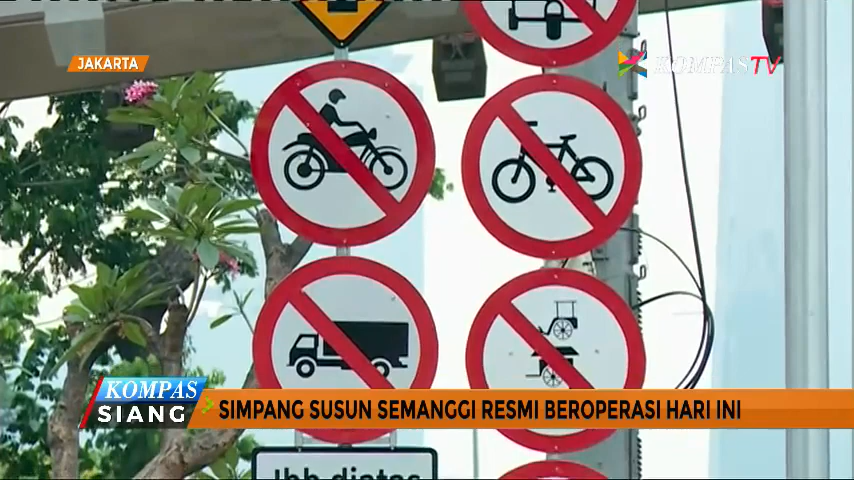 JAKARTA
KOMPASTV
KOMPAS
SIANG
SIMPANG SUSUN SEMANGGI RESMI BEROPERASI HARI INI